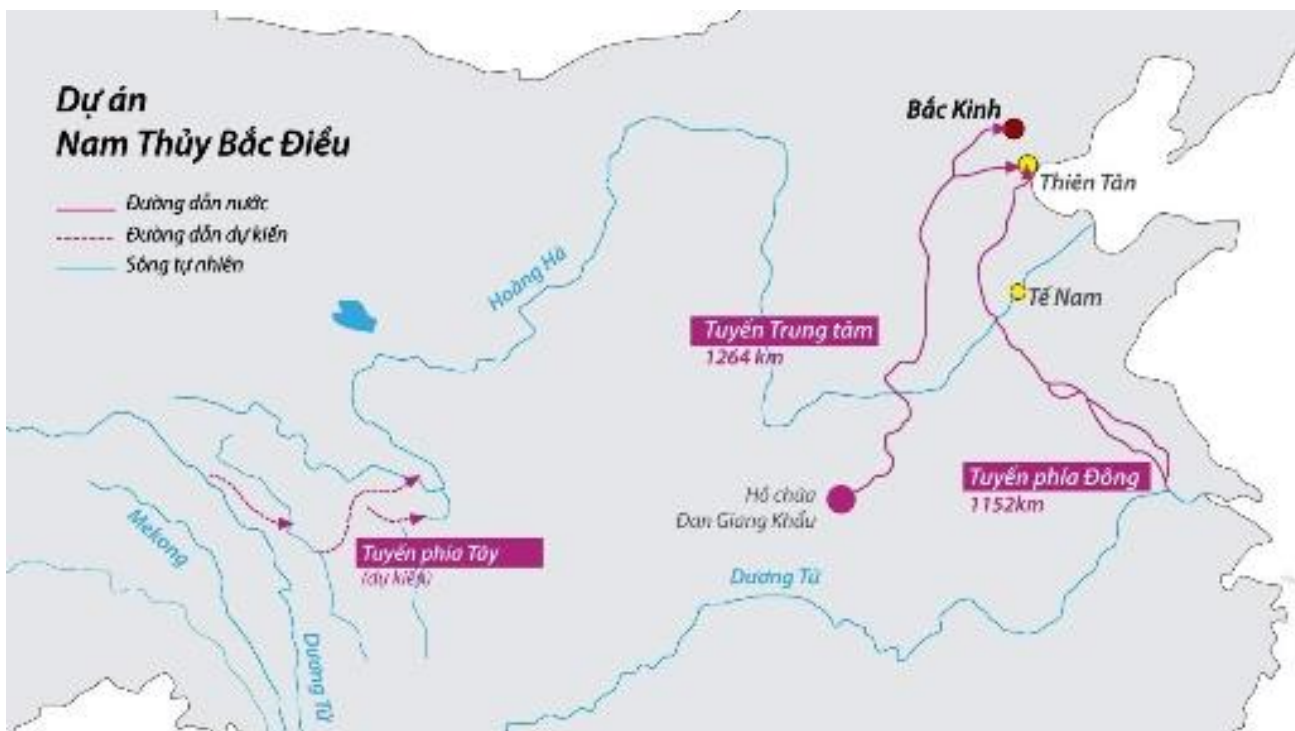 Dự án
Nam Thủy Bắc Điều
Đường dẫn nước
Đường dẫn dự kiến
Sông tự nhiên
Bắc Kinh
Thiên Tân
Hoàng Hà
Tế Nam
Tuyến Trung tâm
1264 km
Tuyến phía Đông
1152km
Hồ chứa
Đan Giang Khẩu
Mekong
Tuyến phía Tây
(dự kiến)
Dương Tử
Dương Tử